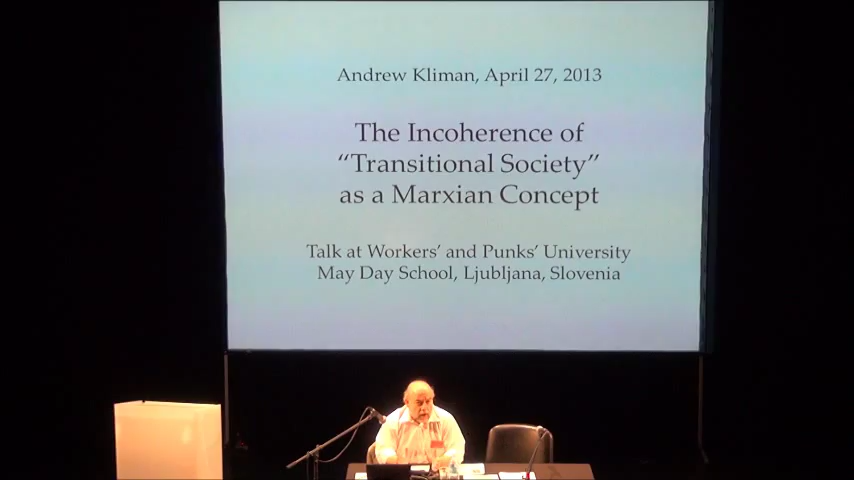 Andrew Kliman, April 27, 2013
The Incoherence of
“Transitional Society”
as a Marxian Concept
Talk at Workers’ and Punks’ University
May Day School, Ljubljana, Slovenia